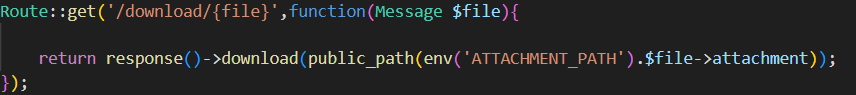 Route::get('/download/{file}',function(Message $file){
return response()->download(public_path(env('ATTACHMENT_PATH').$file->attachment));
});